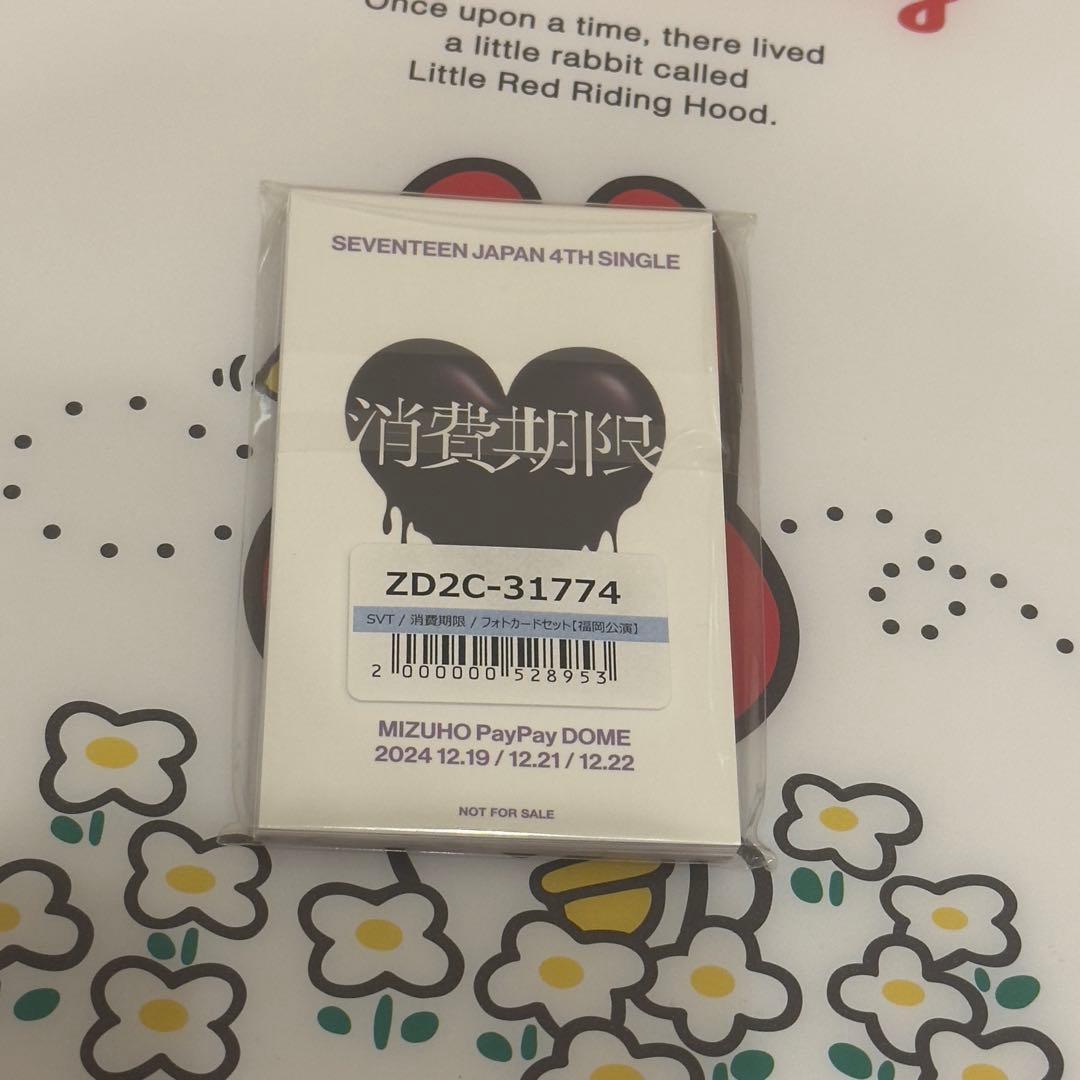 Once upon a time, there lived
a little rabbit called
Little Red Riding Hood.
SEVENTEEN JAPAN 4TH SINGLE
消費期限
ZD2C-31774
SVT / 消費期限 / フォトカードセット【福岡公演】
2 000000 528953
MIZUHO PayPay DOME
2024 12.19 / 12.21 / 12.22
NOT FOR SALE